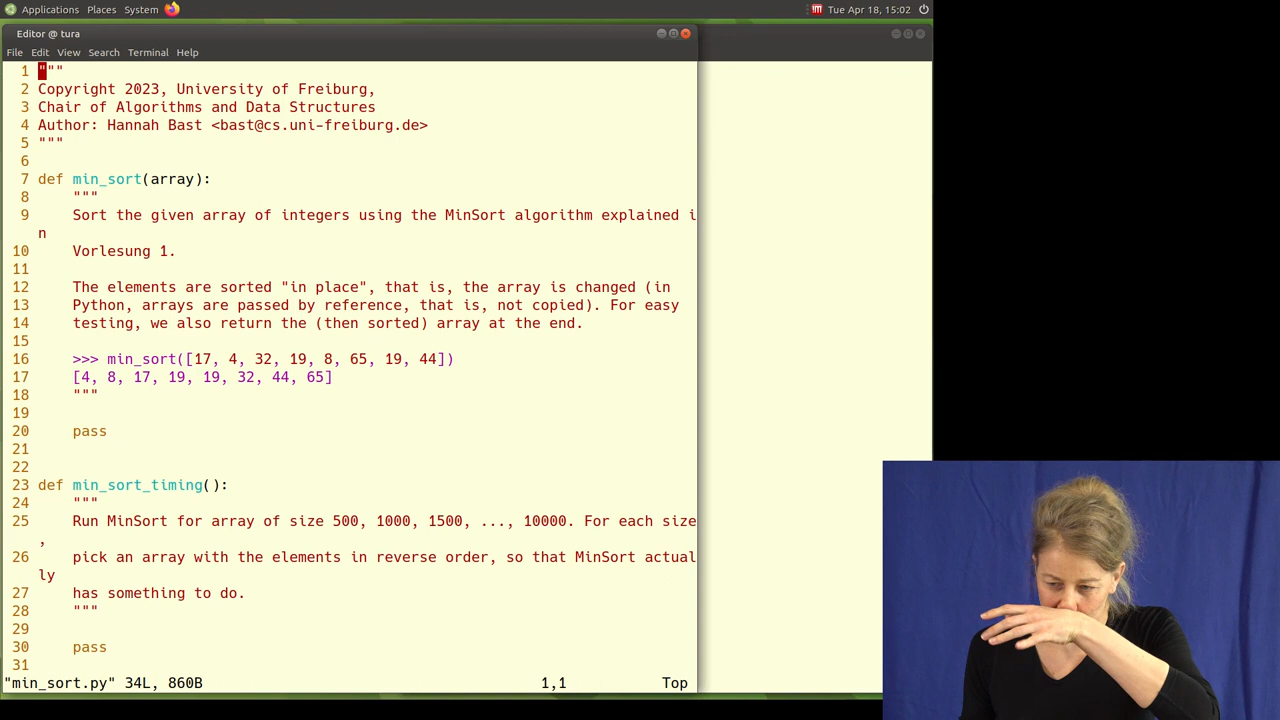 Applications Places System Tue Apr 18, 15:02
Editor @ tura
File Edit View Search Terminal Help
1 """
2 Copyright 2023, University of Freiburg,
3 Chair of Algorithms and Data Structures
4 Author: Hannah Bast <bast@cs.uni-freiburg.de>
5 """
6
7 def min_sort(array):
8 """
9 Sort the given array of integers using the MinSort algorithm explained i
n
10 Vorlesung 1.
11
12 The elements are sorted "in place", that is, the array is changed (in
13 Python, arrays are passed by reference, that is, not copied). For easy
14 testing, we also return the (then sorted) array at the end.
15
16 >>> min_sort([17, 4, 32, 19, 8, 65, 19, 44])
17 [4, 8, 17, 19, 19, 32, 44, 65]
18 """
19
20 pass
21
22
23 def min_sort_timing():
24 """
25 Run MinSort for array of size 500, 1000, 1500, ..., 10000. For each size
,
26 pick an array with the elements in reverse order, so that MinSort actual
ly
27 has something to do.
28 """
29
30 pass
31
"min_sort.py" 34L, 860B 1,1 Top